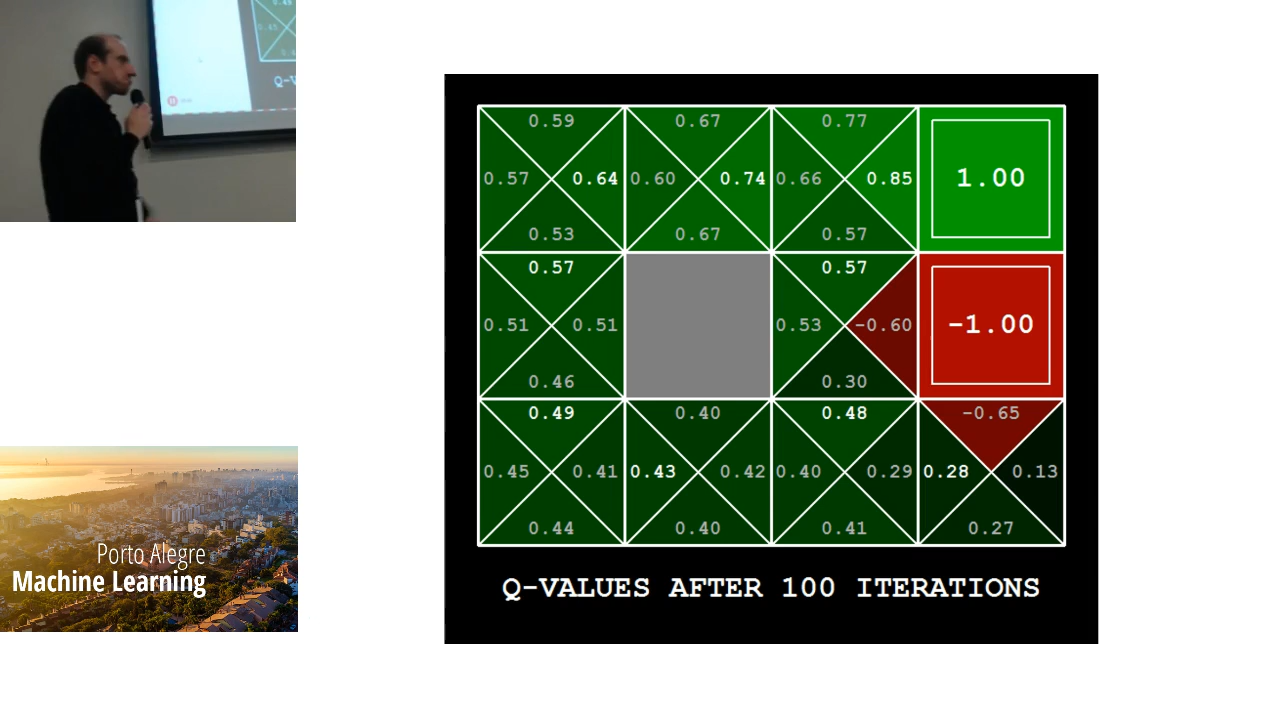 0.59 0.67 0.77
0.57 0.64 0.60 0.74 0.66 0.85 1.00
0.53 0.67 0.57
0.57 0.57
0.51 0.51 0.53 -0.60 -1.00
0.46 0.30
0.49 0.40 0.48 -0.65
0.45 0.41 0.43 0.42 0.40 0.29 0.28 0.13
0.44 0.40 0.41 0.27
Q-VALUES AFTER 100 ITERATIONS
Porto Alegre
Machine Learning